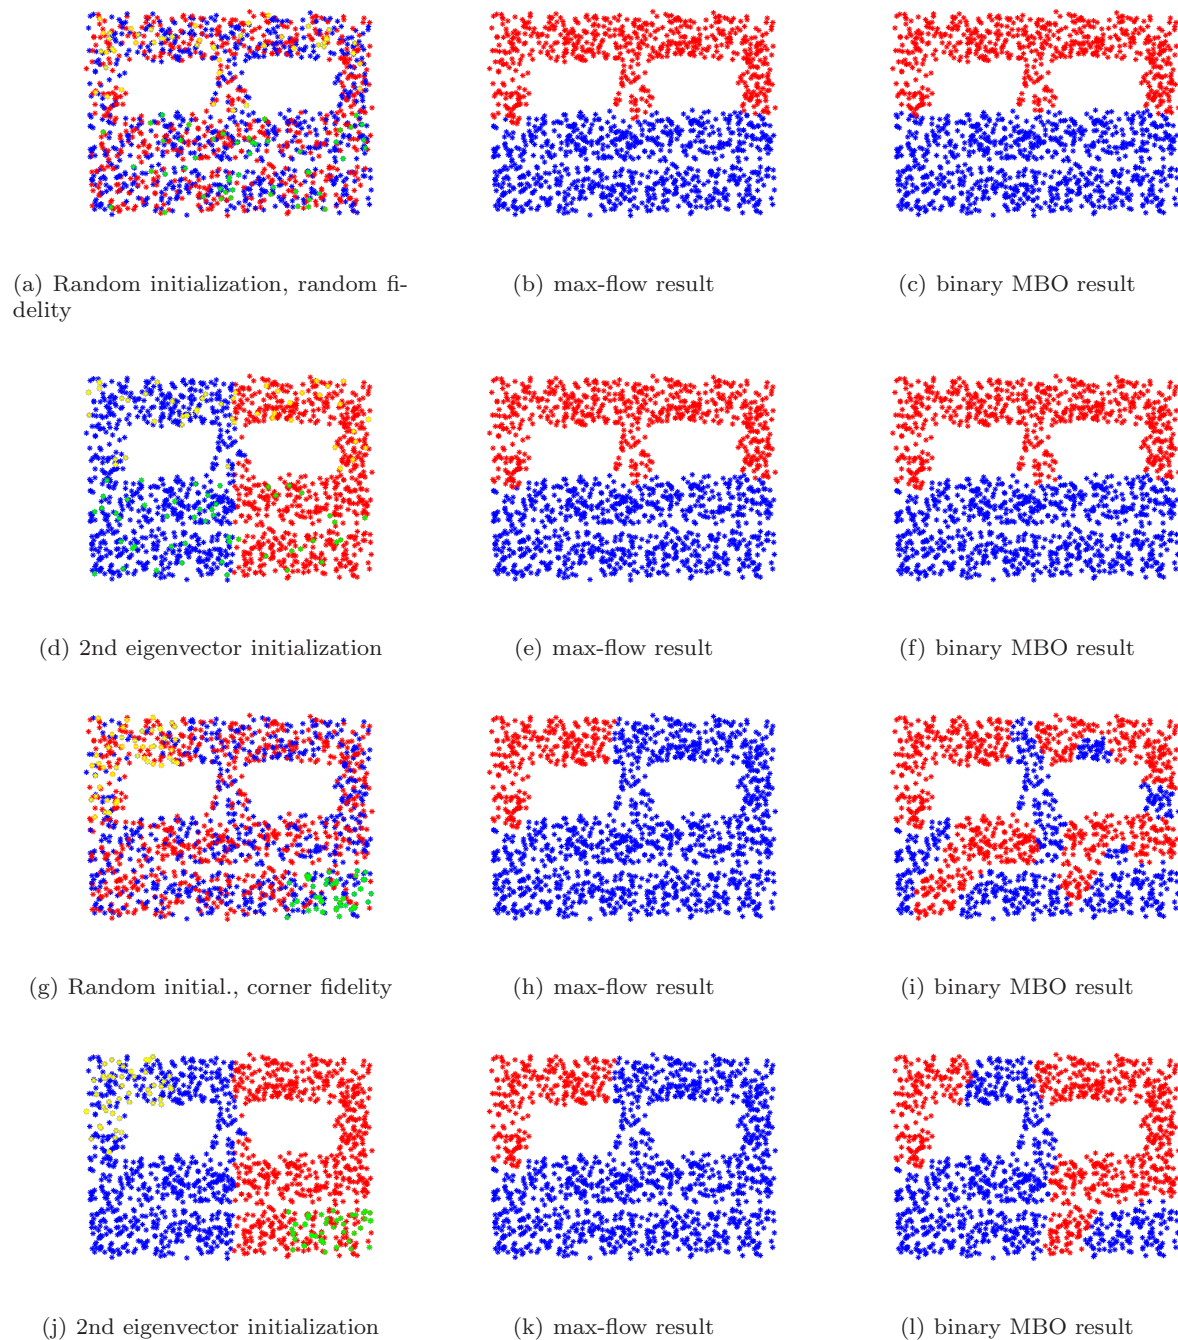 (a) Random initialization, random fi-
delity
(b) max-flow result
(c) binary MBO result
(d) 2nd eigenvector initialization
(e) max-flow result
(f) binary MBO result
(g) Random initial., corner fidelity
(h) max-flow result
(i) binary MBO result
(j) 2nd eigenvector initialization
(k) max-flow result
(l) binary MBO result